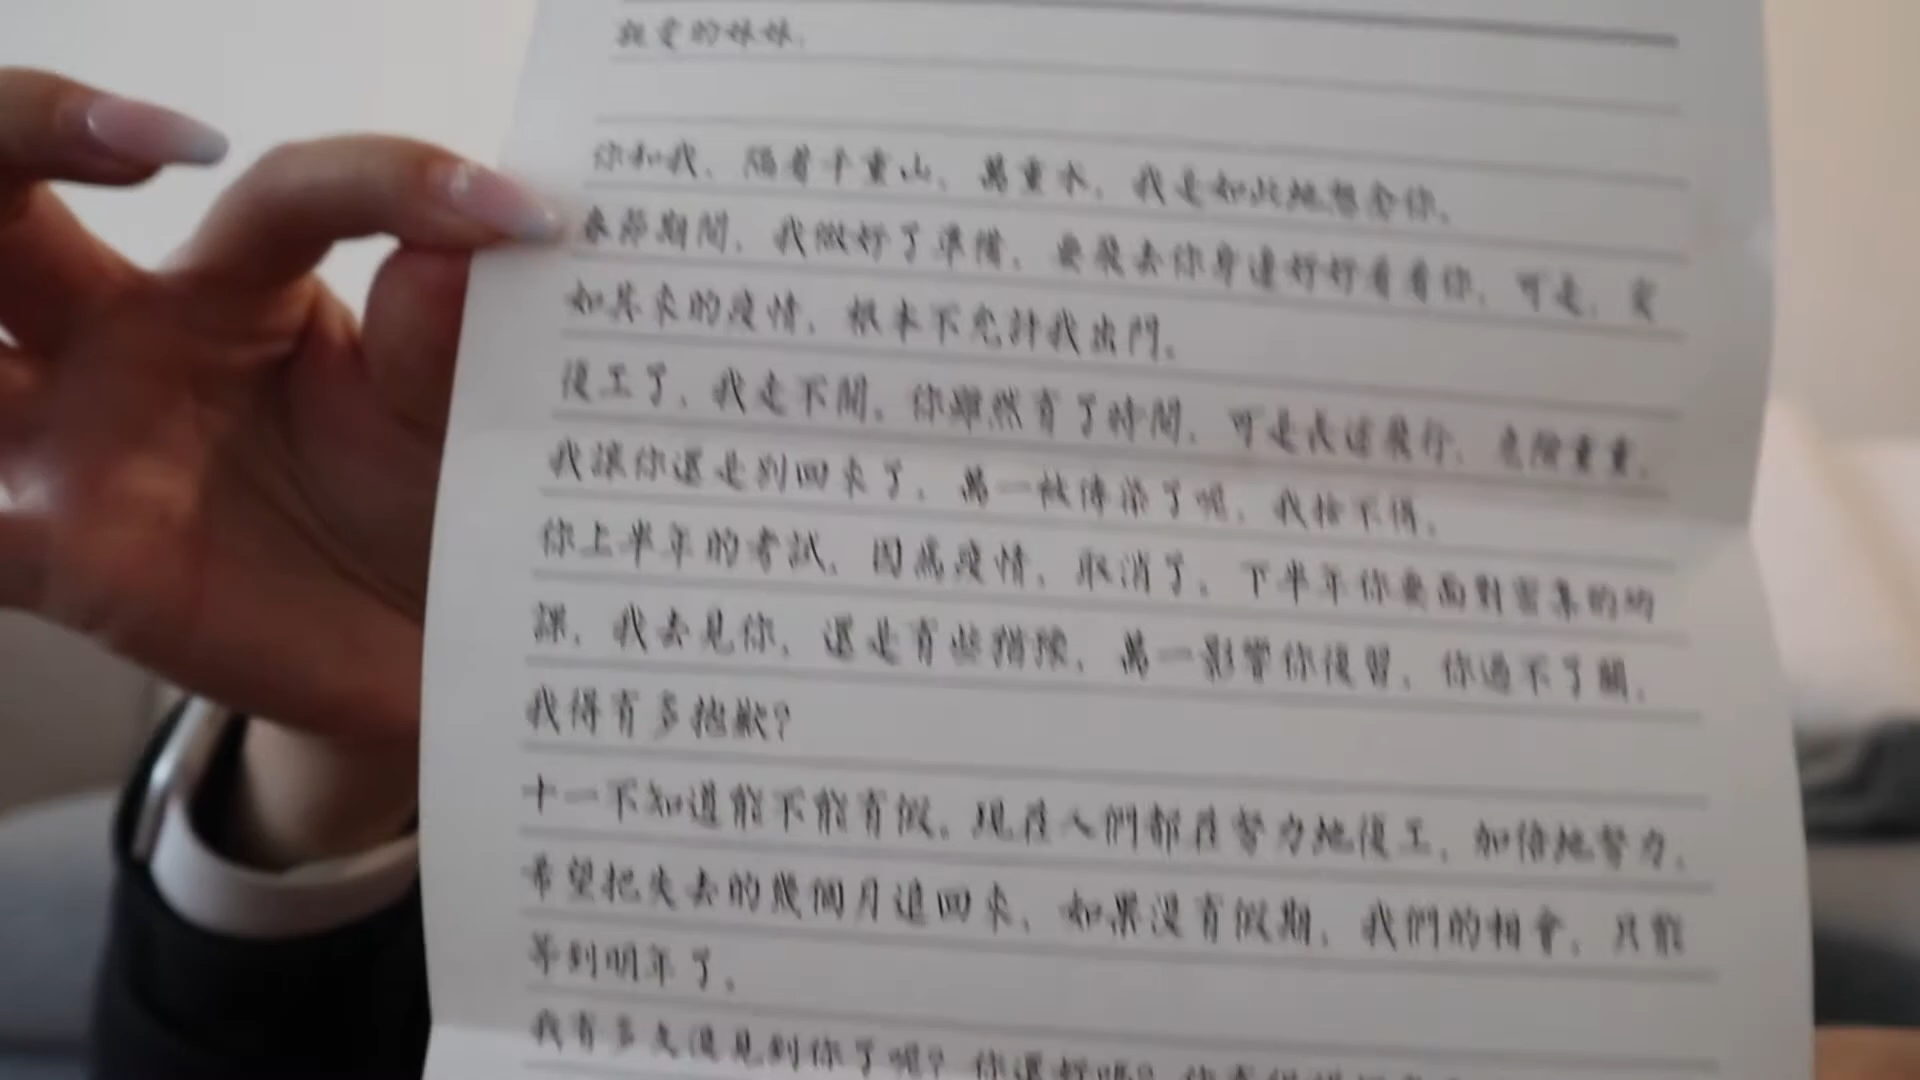 親愛的妹妹,
你和我,隔着千重山,萬重水,我是如此地想念你。
春節期間,我做好了準備,要飛去你身邊好好看看你,可是,突
如其來的疫情,根本不允許我出門。
復工了,我走不開,你雖然有了時間,可是長途飛行,危險重重,
我讓你還是別回來了,萬一被傳染了呢,我捨不得。
你上半年的考試,因爲疫情,取消了,下半年你要面對密集的功
課,我去見你,還是有些猶豫,萬一影響你復習,你過不了關,
我得有多抱歉?
十一不知道能不能有假,現在人們都在努力地復工,加倍地努力,
希望把失去的幾個月追回來,如果沒有假期,我們的相會,只能
等到明年了。
我有多久沒見到你了呢?你還好嗎?